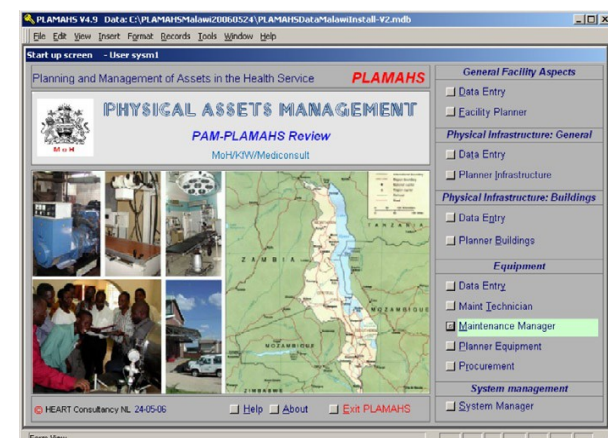 PLAMAHS V4.9 Data: C:\PLAMAHSMalawi20060524\PLAMAHSDataMalawiInstall-V2.mdb
File Edit View Insert Format Records Tools Window Help
Start up screen - User sysm1
Planning and Management of Assets in the Health Service PLAMAHS
PHYSICAL ASSETS MANAGEMENT
PAM-PLAMAHS Review
MoH/KfW/Mediconsult
M o H
TANZANIA
ZAMBIA
MOZAMBIQUE
MOZAMBIQUE
ZIMBABWE
© HEART Consultancy NL 24-05-06
Help About Exit PLAMAHS
General Facility Aspects
Data Entry
Facility Planner
Physical Infrastructure: General
Data Entry
Planner Infrastructure
Physical Infrastructure: Buildings
Data Entry
Planner Buildings
Equipment
Data Entry
Maint Technician
Maintenance Manager
Planner Equipment
Procurement
System management
System Manager
Form View